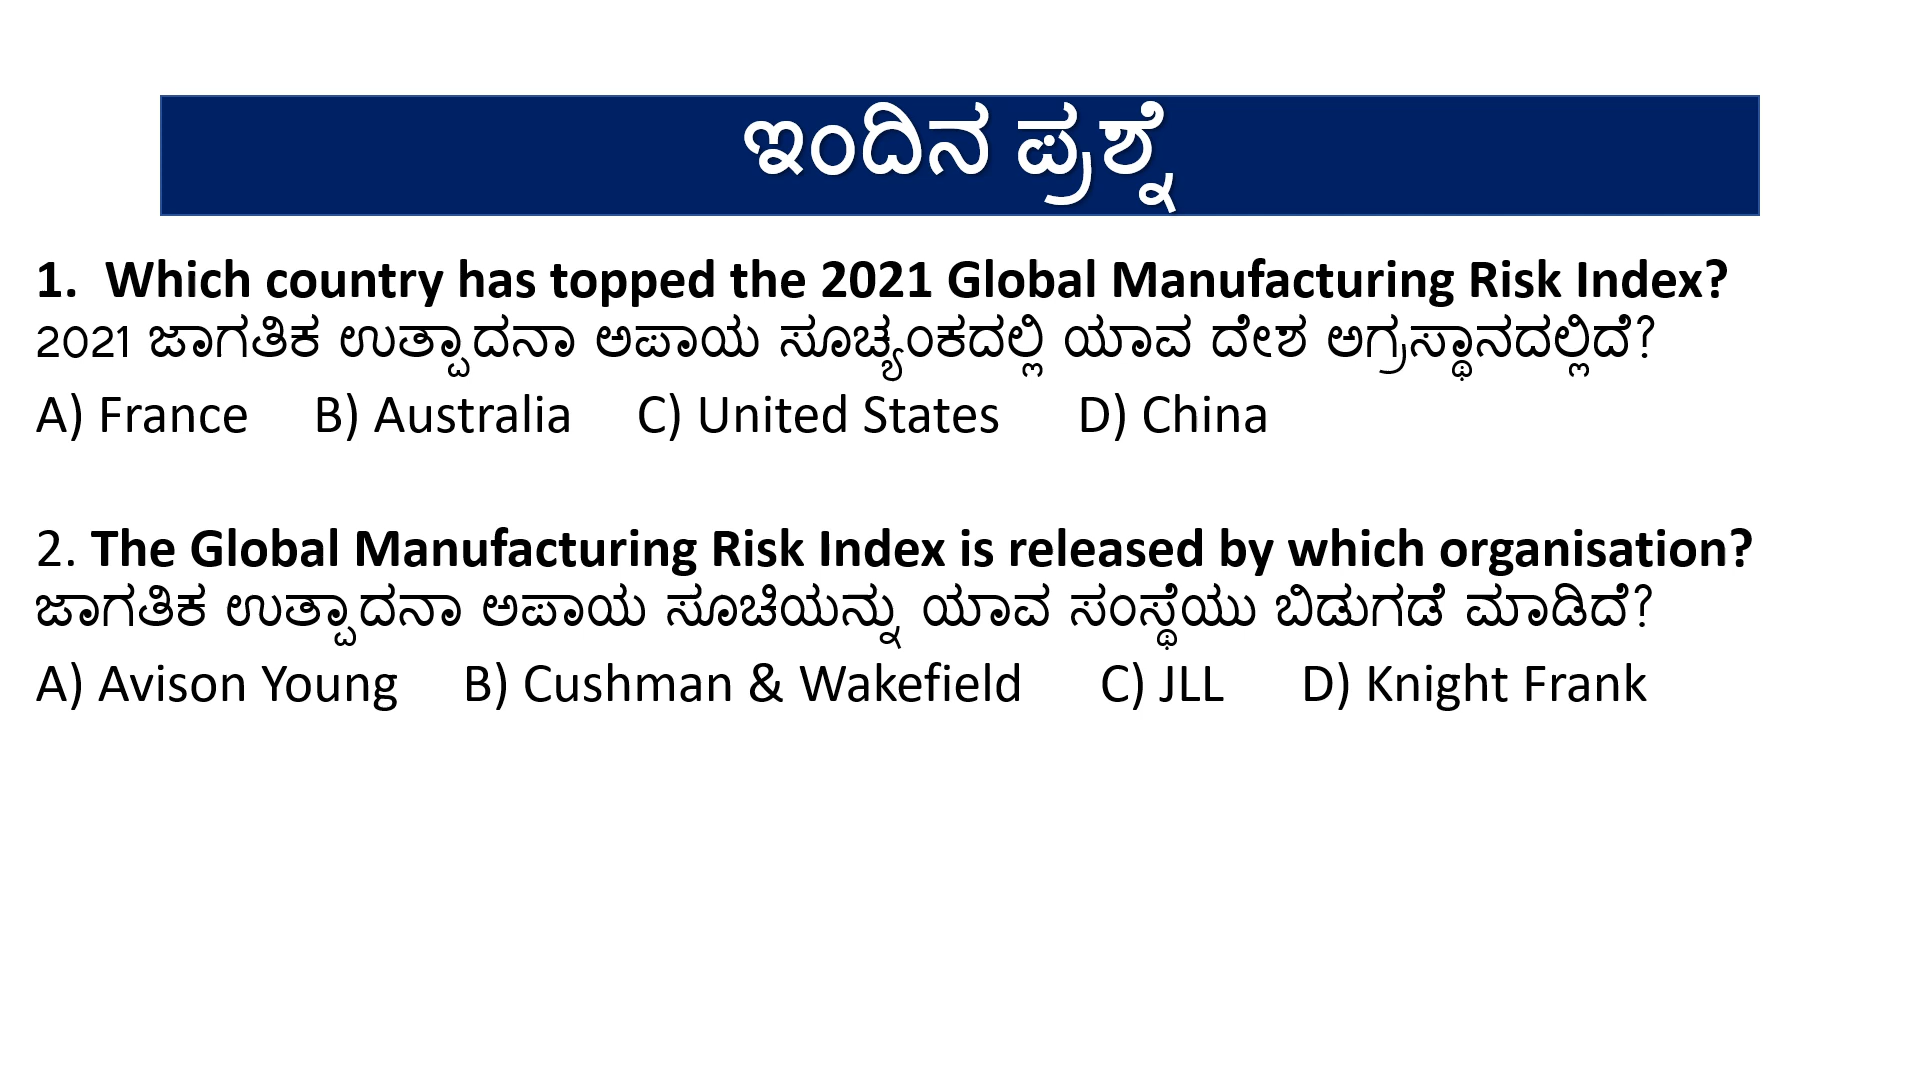 ಇಂದಿನ ಪ್ರಶ್ನೆ
1. Which country has topped the 2021 Global Manufacturing Risk Index?
2021 ಜಾಗತಿಕ ಉತ್ಪಾದನಾ ಅಪಾಯ ಸೂಚ್ಯಂಕದಲ್ಲಿ ಯಾವ ದೇಶ ಅಗ್ರಸ್ಥಾನದಲ್ಲಿದೆ?
A) France B) Australia C) United States D) China
2. The Global Manufacturing Risk Index is released by which organisation?
ಜಾಗತಿಕ ಉತ್ಪಾದನಾ ಅಪಾಯ ಸೂಚಿಯನ್ನು ಯಾವ ಸಂಸ್ಥೆಯು ಬಿಡುಗಡೆ ಮಾಡಿದೆ?
A) Avison Young B) Cushman & Wakefield C) JLL D) Knight Frank